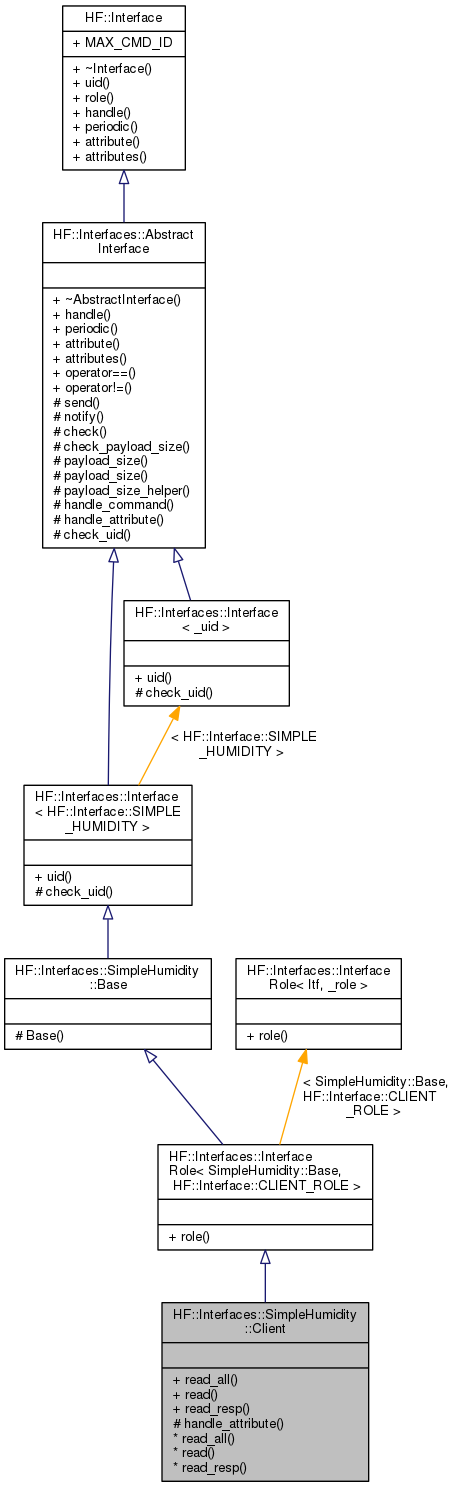 HF::Interface
+ MAX_CMD_ID
+ ~Interface()
+ uid()
+ role()
+ handle()
+ periodic()
+ attribute()
+ attributes()
HF::Interfaces::Abstract
Interface
+ ~AbstractInterface()
+ handle()
+ periodic()
+ attribute()
+ attributes()
+ operator==()
+ operator!=()
# send()
# notify()
# check()
# check_payload_size()
# payload_size()
# payload_size()
# payload_size_helper()
# handle_command()
# handle_attribute()
# check_uid()
HF::Interfaces::Interface
< _uid >
+ uid()
# check_uid()
< HF::Interface::SIMPLE
_HUMIDITY >
HF::Interfaces::Interface
< HF::Interface::SIMPLE
_HUMIDITY >
+ uid()
# check_uid()
HF::Interfaces::SimpleHumidity
::Base
# Base()
HF::Interfaces::Interface
Role< Itf, _role >
+ role()
< SimpleHumidity::Base,
HF::Interface::CLIENT
_ROLE >
HF::Interfaces::Interface
Role< SimpleHumidity::Base,
HF::Interface::CLIENT_ROLE >
+ role()
HF::Interfaces::SimpleHumidity
::Client
+ read_all()
+ read()
+ read_resp()
# handle_attribute()
* read_all()
* read()
* read_resp()